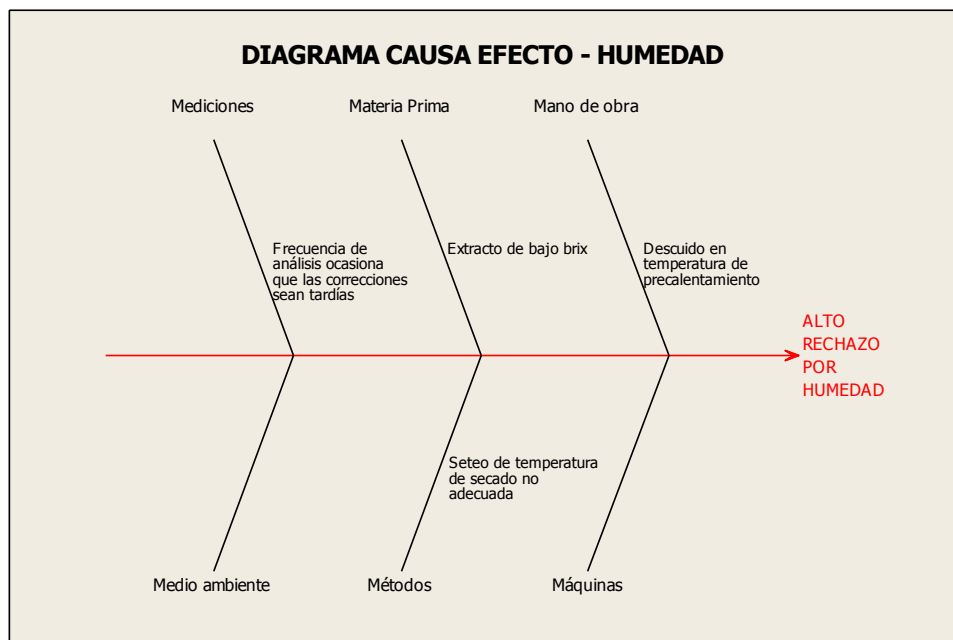 DIAGRAMA CAUSA EFECTO - HUMEDAD
Mediciones
Materia Prima
Mano de obra
Frecuencia de
análisis ocasiona
que las correcciones
sean tardías
Extracto de bajo brix
Descuido en
temperatura de
precalentamiento
ALTO
RECHAZO
POR
HUMEDAD
Seteo de temperatura
de secado no
adecuada
Medio ambiente
Métodos
Máquinas